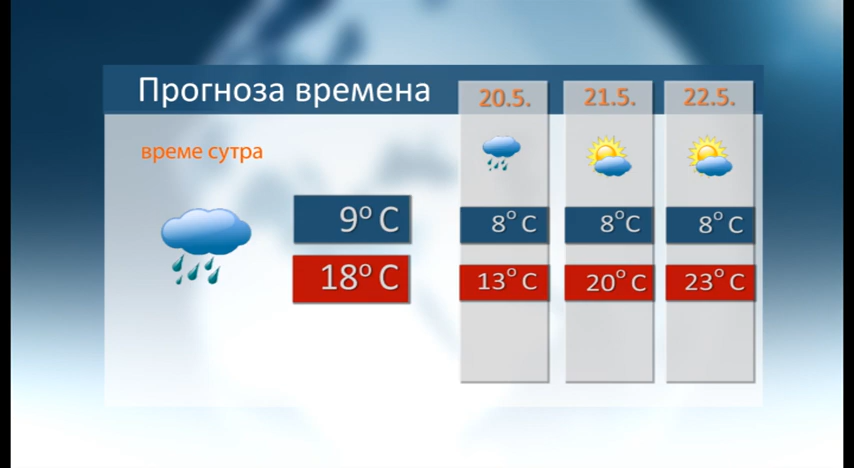 Прогноза времена
време сутра
9° C
18° C
20.5.
8° C
13° C
21.5.
8°C
20° C
22.5.
8° C
23° C